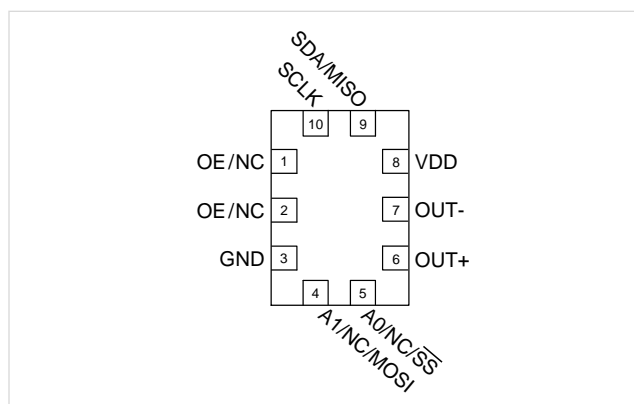 SDA/MISO
SCLK
10
9
OE/NC
1
8
VDD
OE/NC
2
7
OUT-
GND
3
6
OUT+
4
5
A1/NC/MOSI
A0/NC/S̅S̅